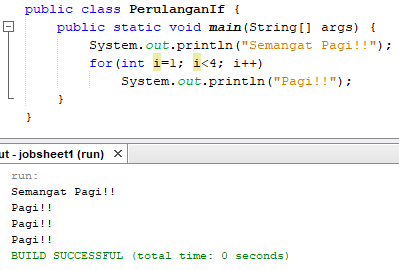 public class PerulanganIf {
public static void main(String[] args) {
System.out.println("Semangat Pagi!!");
for(int i=1; i<4; i++)
System.out.println("Pagi!!");
}
}
ut - jobsheet1 (run) ×
run:
Semangat Pagi!!
Pagi!!
Pagi!!
Pagi!!
BUILD SUCCESSFUL (total time: 0 seconds)